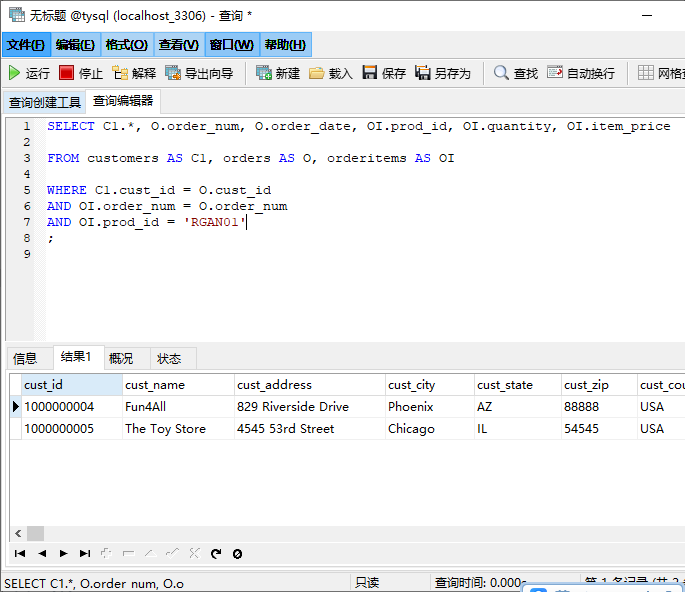 无标题 @tysql (localhost_3306) - 查询 *
文件(F) 编辑(E) 格式(O) 查看(V) 窗口(W) 帮助(H)
运行 停止 解释 导出向导 新建 载入 保存 另存为 查找 自动换行 网格
查询创建工具 查询编辑器
1 SELECT C1.*, O.order_num, O.order_date, OI.prod_id, OI.quantity, OI.item_price
2
3 FROM customers AS C1, orders AS O, orderitems AS OI
4
5 WHERE C1.cust_id = O.cust_id
6 AND OI.order_num = O.order_num
7 AND OI.prod_id = 'RGAN01'
8 ;
9
信息 结果1 概况 状态
cust_id cust_name cust_address cust_city cust_state cust_zip cust_cou
1000000004 Fun4All 829 Riverside Drive Phoenix AZ 88888 USA
1000000005 The Toy Store 4545 53rd Street Chicago IL 54545 USA
SELECT C1.*, O.order_num, O.o 只读 查询时间: 0.000s 第 1 条记录